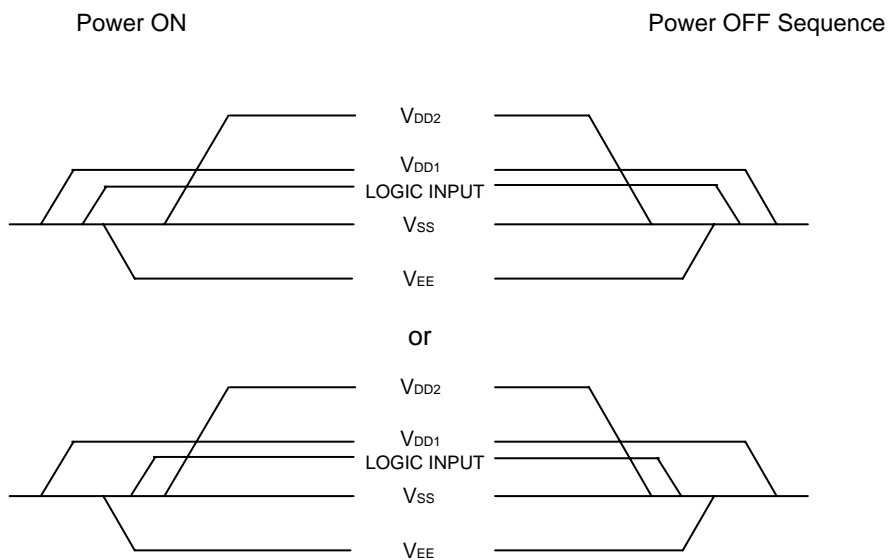 Power ON Power OFF Sequence
VDD2
VDD1
LOGIC INPUT
VSS
VEE
or
VDD2
VDD1
LOGIC INPUT
VSS
VEE